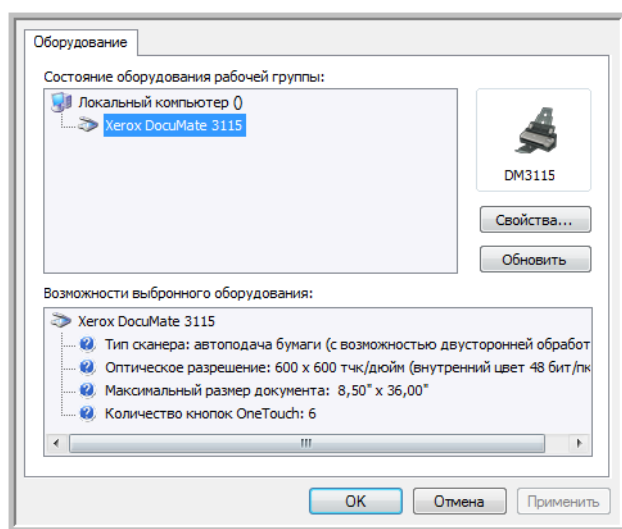 Оборудование
Состояние оборудования рабочей группы:
Локальный компьютер ()
Xerox DocuMate 3115
DM3115
Свойства...
Обновить
Возможности выбронного оборудования:
Xerox DocuMate 3115
Тип сканера: автоподача бумаги (с возможностью двусторонней обработ
Оптическое разрешение: 600 x 600 тчк/дюйм (внутренний цвет 48 бит/пк
Максимальный размер документа: 8,50" x 36,00"
Количество кнопок OneTouch: 6
OK
Отмена
Применить